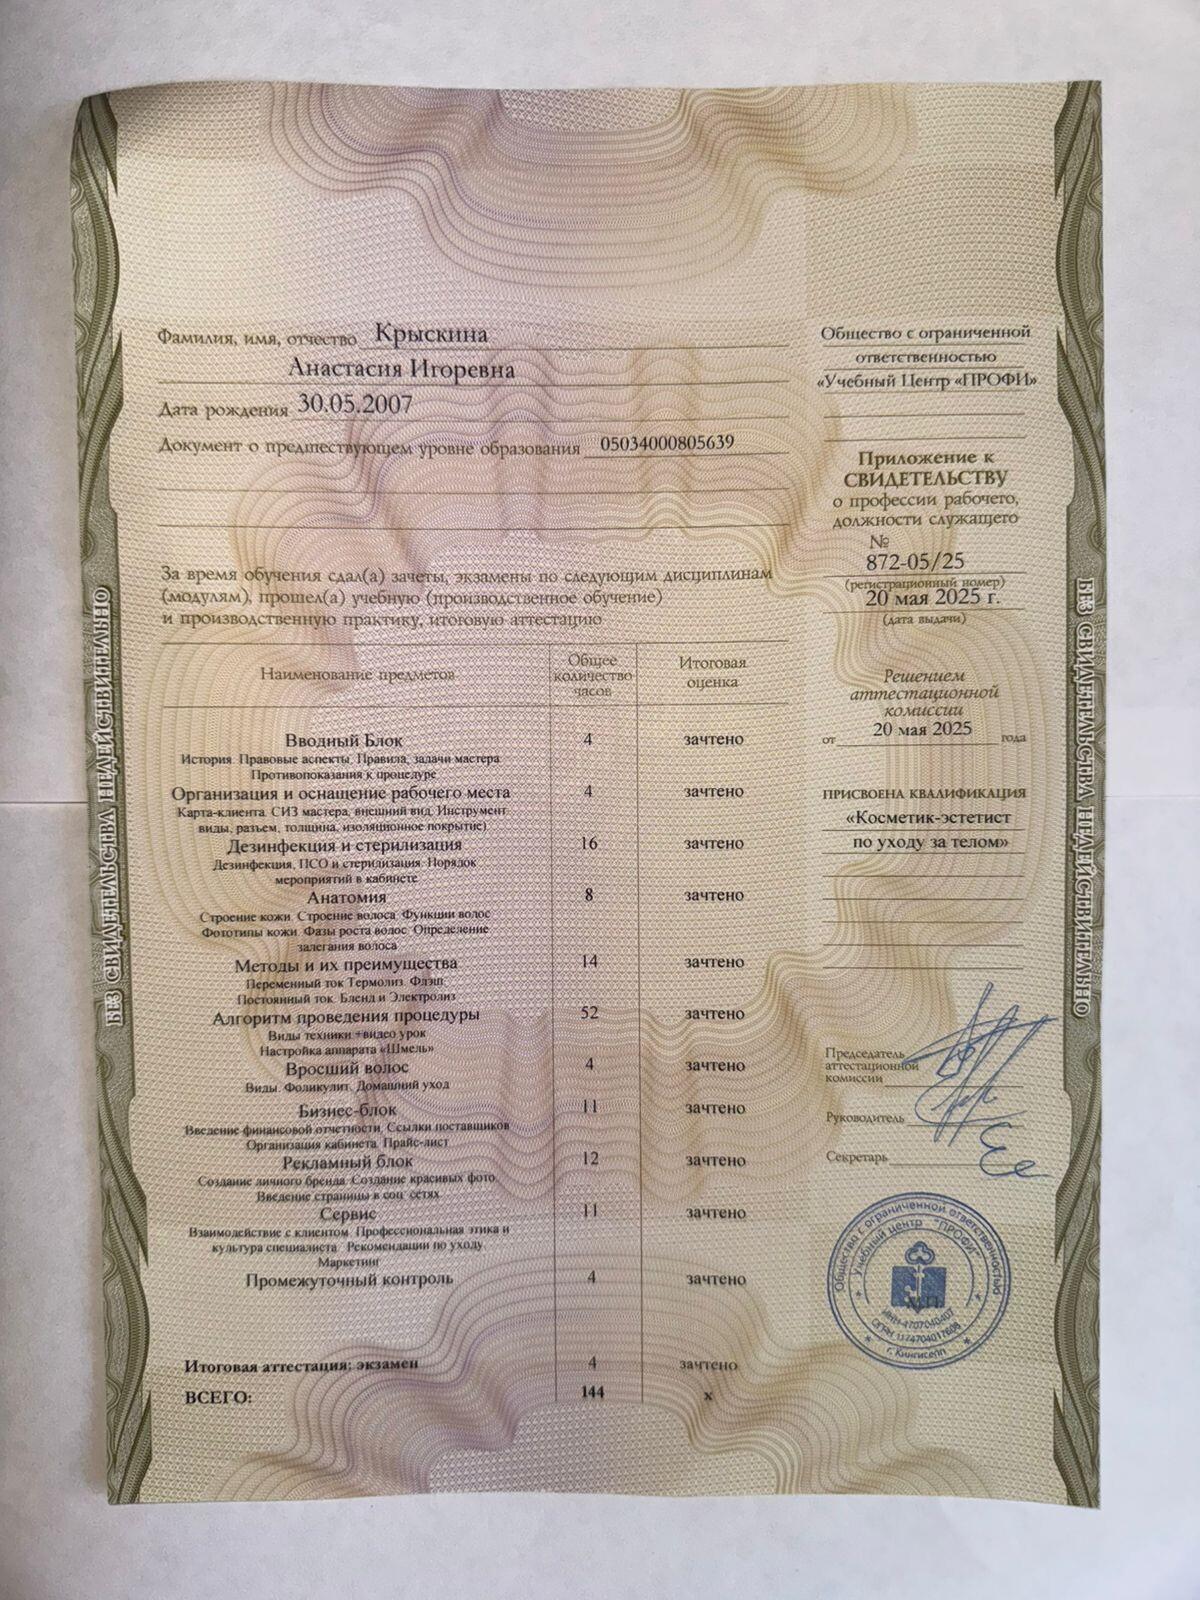 Фамилия, имя, отчество Крыскина
Анастасия Игоревна
Дата рождения 30.05.2007
Документ о предшествующем уровне образования 05034000805639
За время обучения сдал(а) зачеты, экзамены по следующим дисциплинам
(модулям), прошел(а) учебную (производственное обучение)
и производственную практику, итоговую аттестацию
Наименование предметов
Общее
количество
часов
Итоговая
оценка
Вводный Блок 4 зачтено
История. Правовые аспекты. Правила, задачи мастера.
Противопоказания к процедуре
Организация и оснащение рабочего места 4 зачтено
Карта-клиента. СИЗ мастера, внешний вид. Инструмент
виды, разъем, толщина, изоляционное покрытие)
Дезинфекция и стерилизация 16 зачтено
Дезинфекция, ПСО и стерилизация. Порядок
мероприятий в кабинете
Анатомия 8 зачтено
Строение кожи. Строение волоса. Функции волос
Фототипы кожи. Фазы роста волос. Определение
залегания волоса
Методы и их преимущества 14 зачтено
Переменный ток Термолиз. Флэш.
Постоянный ток. Бленд и Электролиз
Алгоритм проведения процедуры 52 зачтено
Виды техники +видео урок
Настройка аппарата «Шмель»
Вросший волос 4 зачтено
Виды. Фоликулит. Домашний уход
Бизнес-блок 11 зачтено
Введение финансовой отчетности. Ссылки поставщиков
Организация кабинета. Прайс-лист
Рекламный блок 12 зачтено
Создание личного бренда. Создание красивых фото.
Введение страницы в соц. сетях
Сервис 11 зачтено
Взаимодействие с клиентом. Профессиональная этика и
культура специалиста. Рекомендации по уходу.
Маркетинг
Промежуточный контроль 4 зачтено
Итоговая аттестация: экзамен 4 зачтено
ВСЕГО: 144 х
Общество с ограниченной
ответственностью
«Учебный Центр «ПРОФИ»
Приложение к
СВИДЕТЕЛЬСТВУ
о профессии рабочего,
должности служащего
№
872-05/25
(регистрационный номер)
20 мая 2025 г.
(дата выдачи)
Решением
аттестационной
комиссии
от 20 мая 2025 года
ПРИСВОЕНА КВАЛИФИКАЦИЯ
«Косметик-эстетист
по уходу за телом»
Председатель
аттестационной
комиссии
Руководитель
Секретарь
Общество с ограниченной ответственностью
Учебный центр "ПРОФИ"
М.П.
ИНН 4707040407
ОГРН 1174704017608
г. Кингисепп
БЕЗ СВИДЕТЕЛЬСТВА НЕДЕЙСТВИТЕЛЬНО
БЕЗ СВИДЕТЕЛЬСТВА НЕДЕЙСТВИТЕЛЬНО